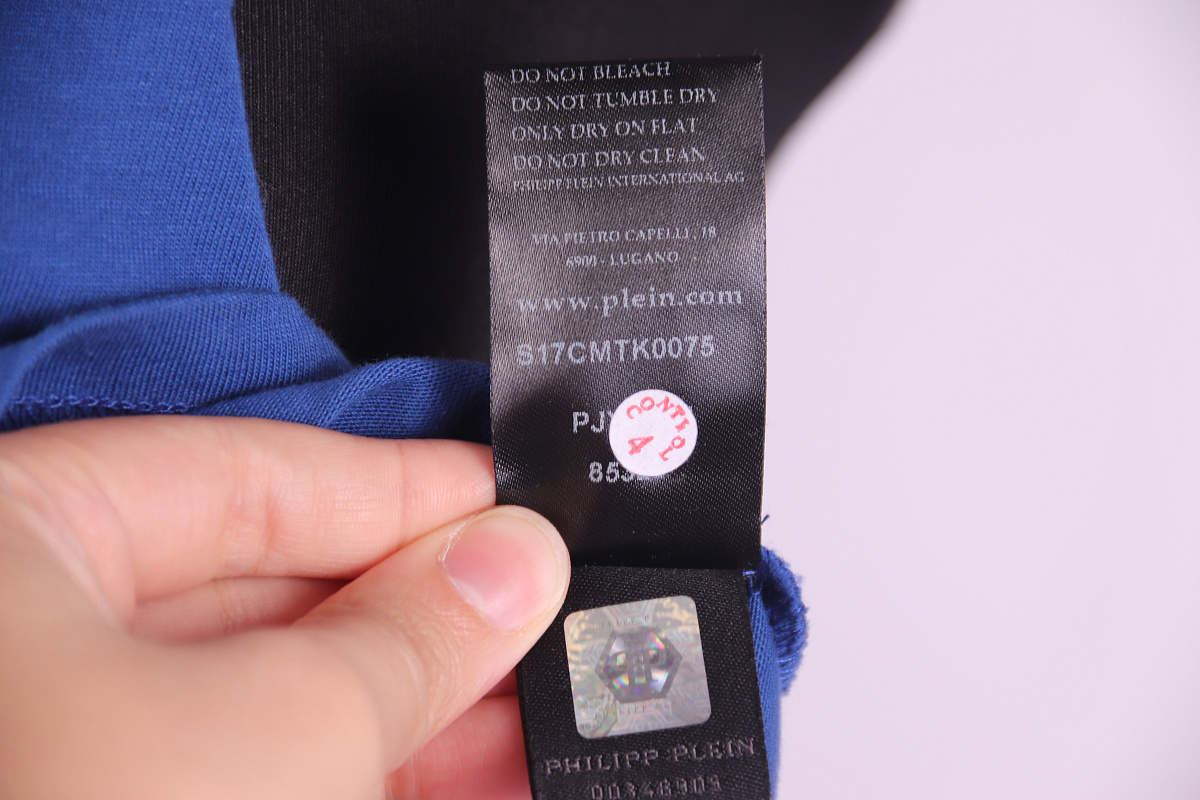 DO NOT BLEACH
DO NOT TUMBLE DRY
ONLY DRY ON FLAT
DO NOT DRY CLEAN
PHILIPP PLEIN INTERNATIONAL AG
VIA PIETRO CAPELLI, 18
6900 - LUGANO
www.plein.com
S17CMTK0075
CONTROL
4
PHILIPP PLEIN